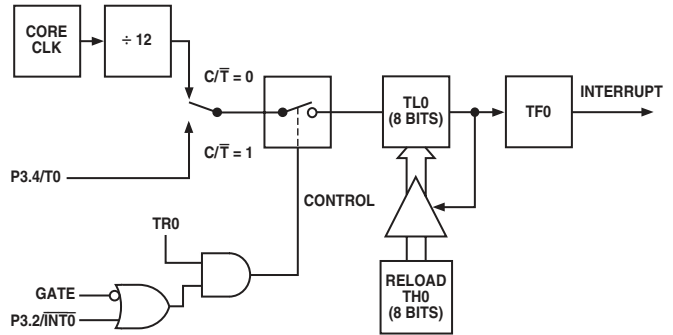 CORE
CLK
÷ 12
C/T̅ = 0
C/T̅ = 1
P3.4/T0
TL0
(8 BITS)
TF0
INTERRUPT
CONTROL
TR0
GATE
P3.2/I̅N̅T̅0̅
RELOAD
TH0
(8 BITS)